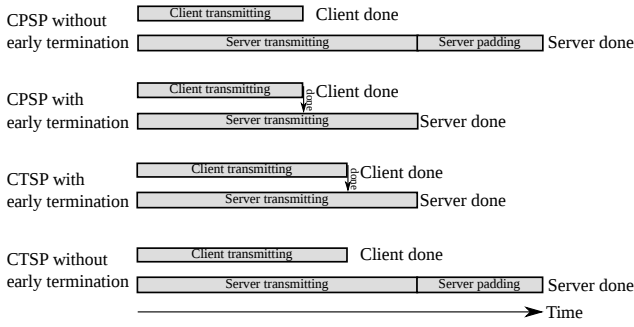 CPSP without
early termination
Client transmitting
Client done
Server transmitting
Server padding
Server done
CPSP with
early termination
Client transmitting
done
Client done
Server transmitting
Server done
CTSP with
early termination
Client transmitting
done
Client done
Server transmitting
Server done
CTSP without
early termination
Client transmitting
Client done
Server transmitting
Server padding
Server done
Time